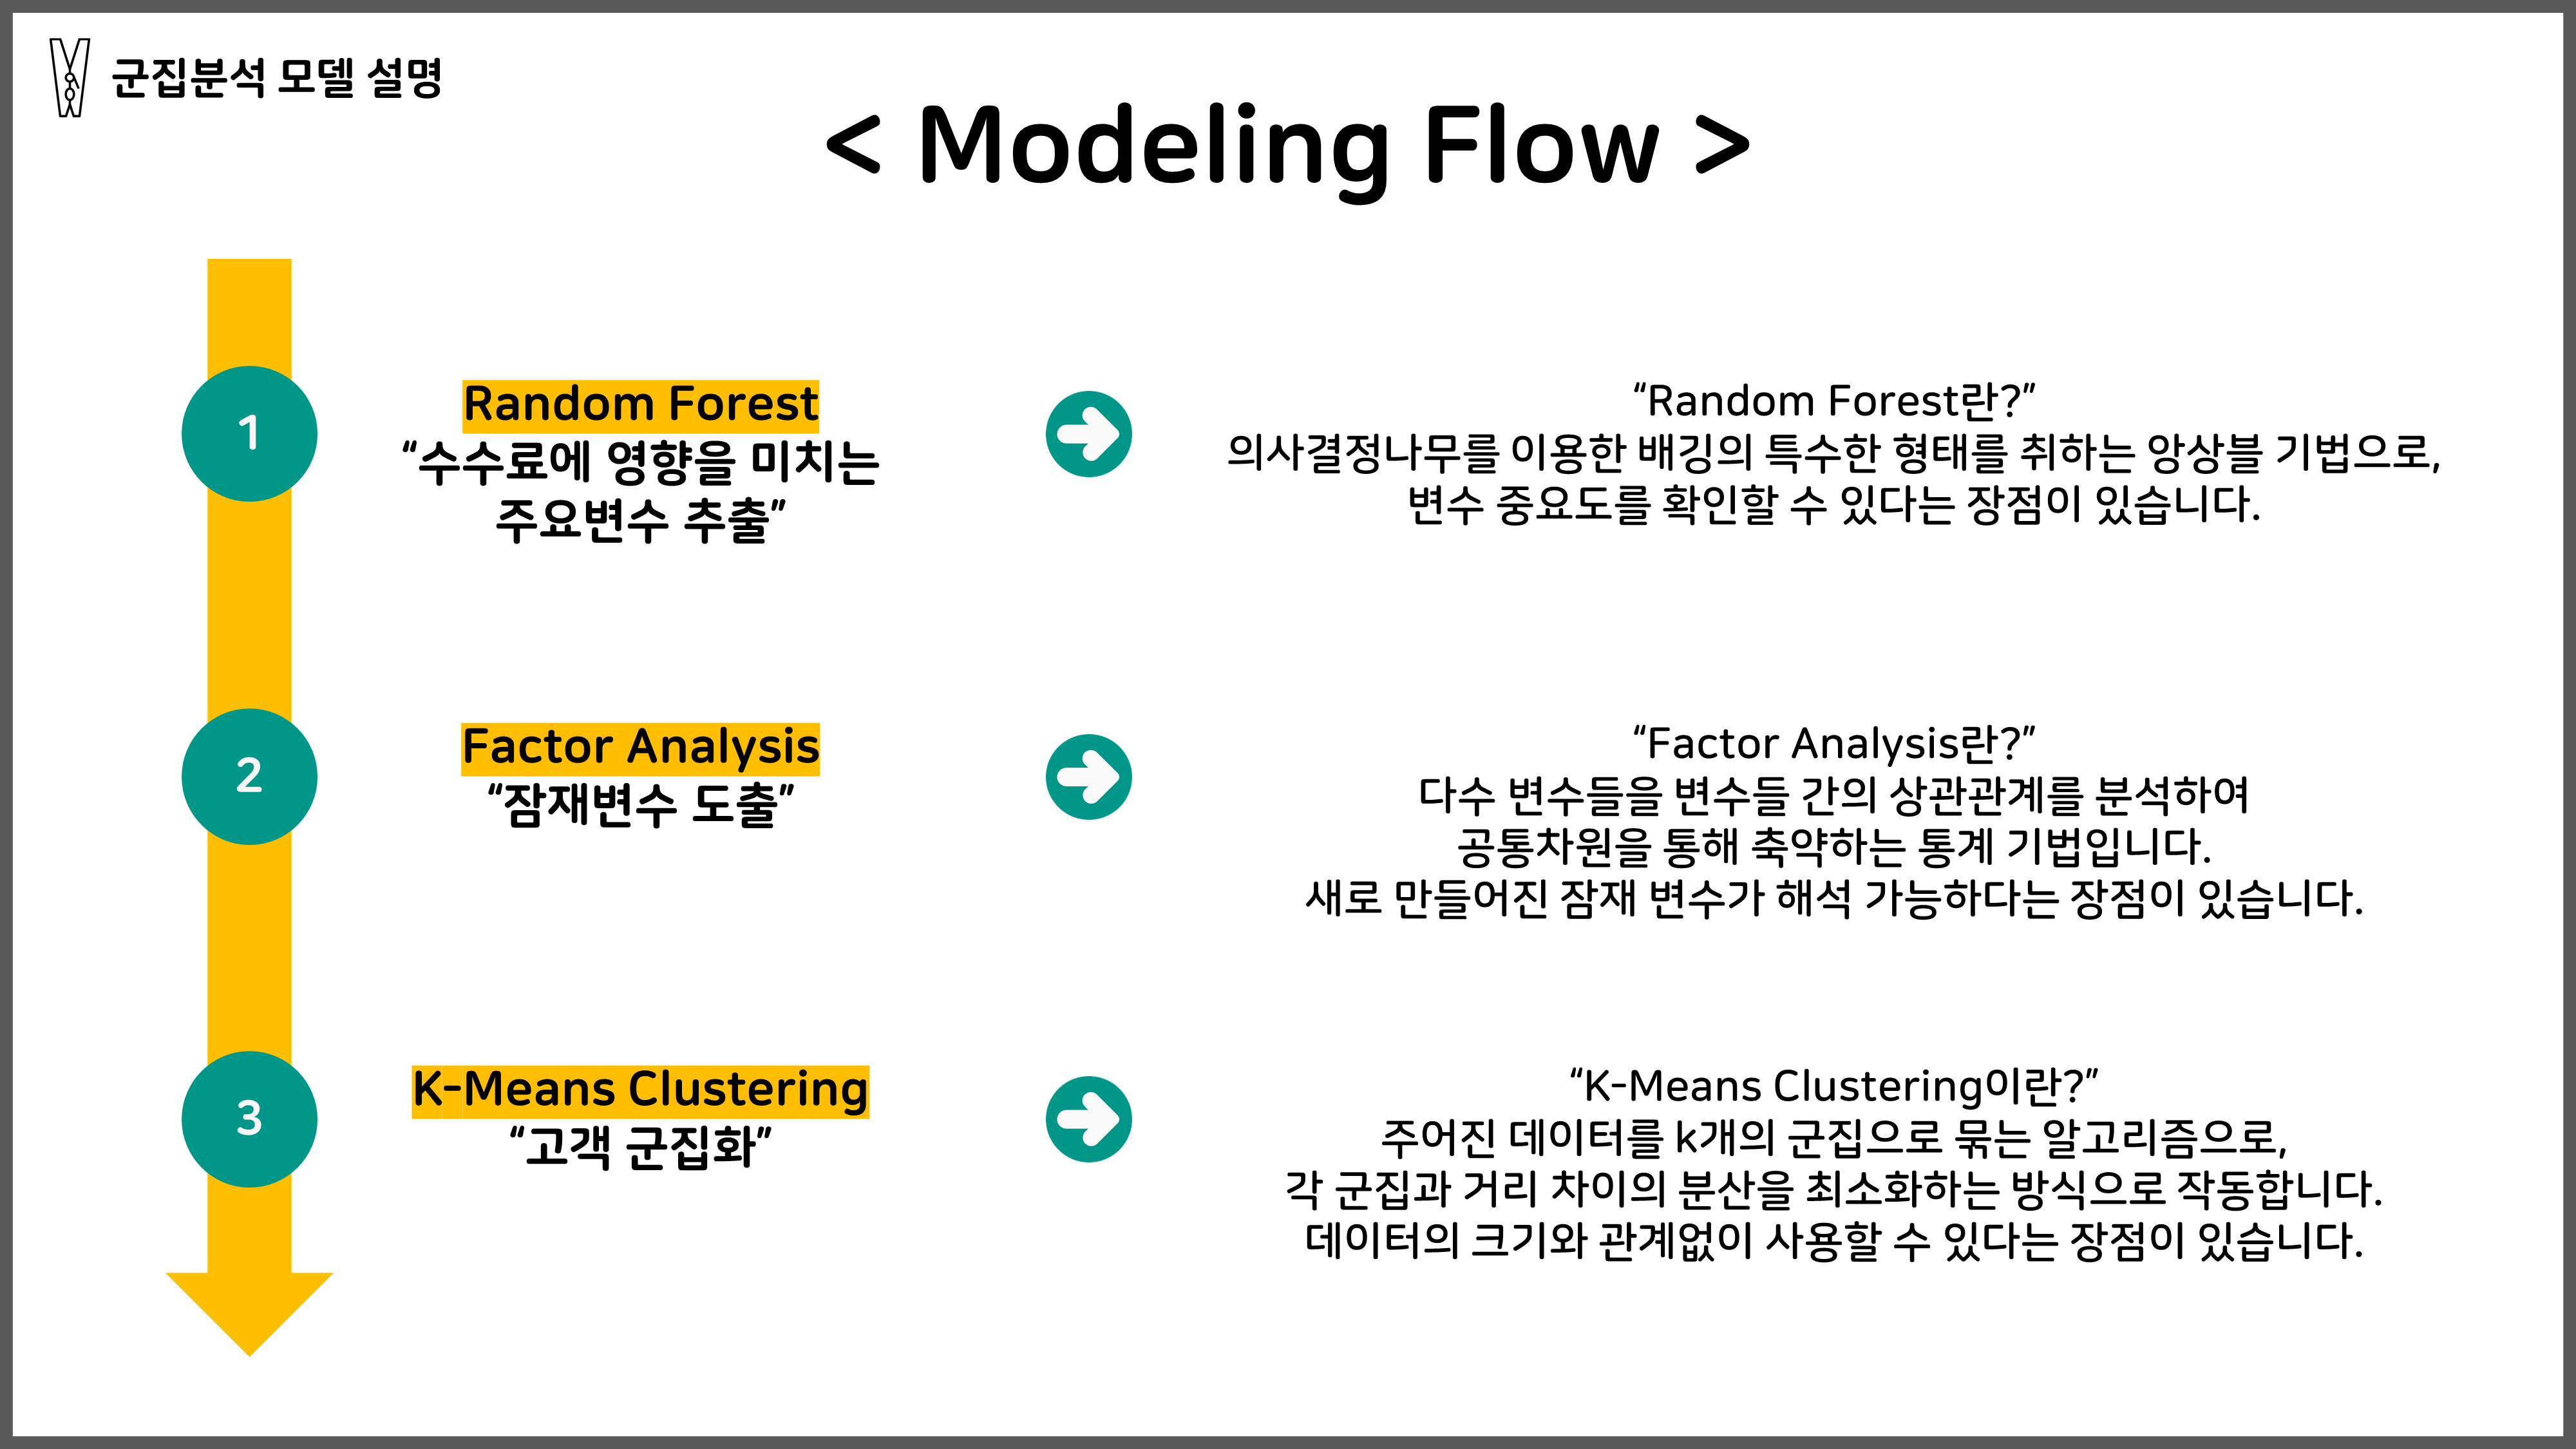 군집분석 모델 설명
< Modeling Flow >
1
Random Forest
“수수료에 영향을 미치는
주요변수 추출”
“Random Forest란?”
의사결정나무를 이용한 배깅의 특수한 형태를 취하는 앙상블 기법으로,
변수 중요도를 확인할 수 있다는 장점이 있습니다.
2
Factor Analysis
“잠재변수 도출”
“Factor Analysis란?”
다수 변수들을 변수들 간의 상관관계를 분석하여
공통차원을 통해 축약하는 통계 기법입니다.
새로 만들어진 잠재 변수가 해석 가능하다는 장점이 있습니다.
3
K-Means Clustering
“고객 군집화”
“K-Means Clustering이란?”
주어진 데이터를 k개의 군집으로 묶는 알고리즘으로,
각 군집과 거리 차이의 분산을 최소화하는 방식으로 작동합니다.
데이터의 크기와 관계없이 사용할 수 있다는 장점이 있습니다.